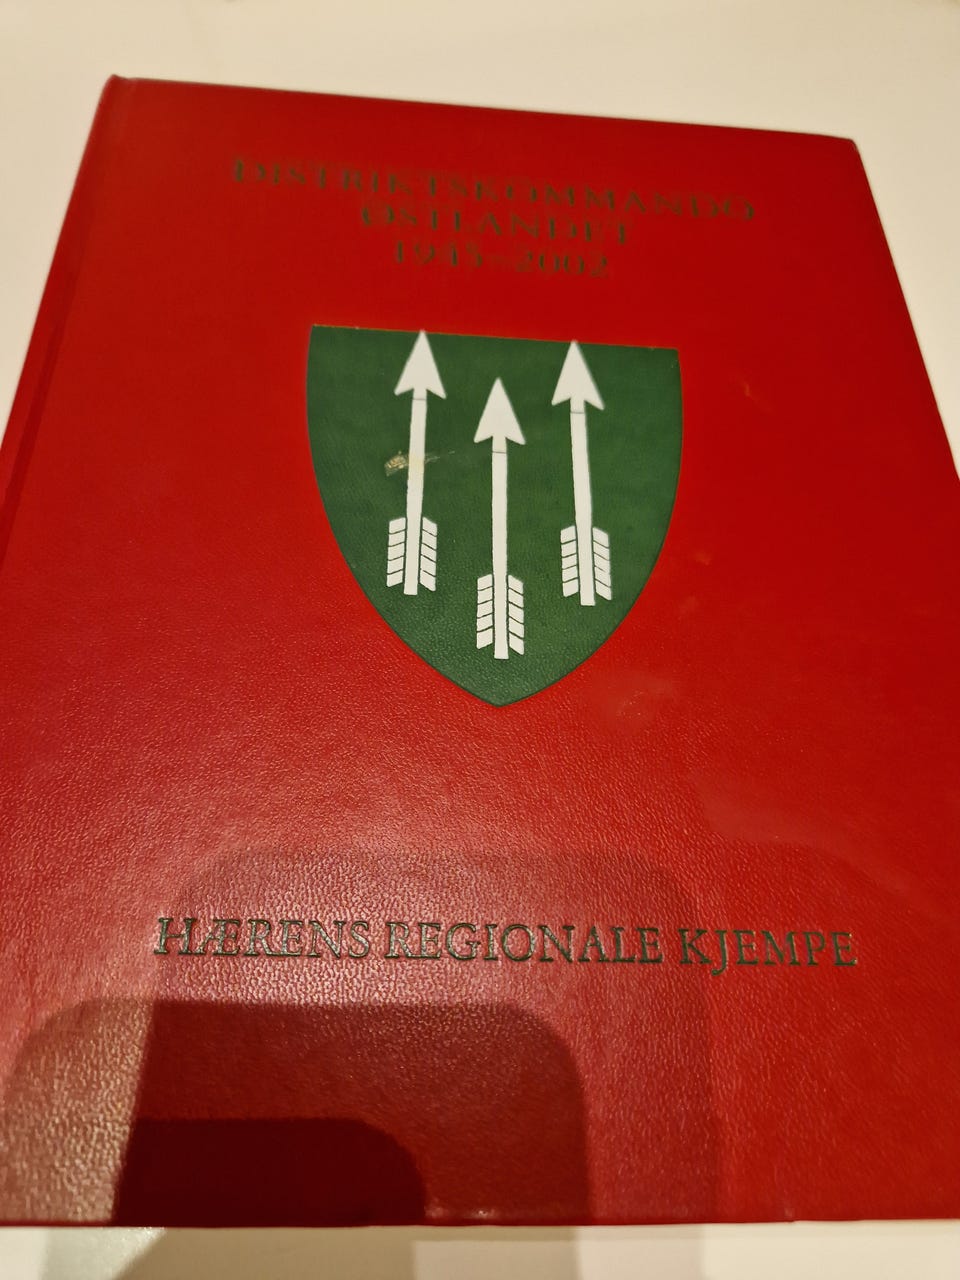 DISTRIKTSKOMMANDO
ØSTLANDET
1945–2002
HÆRENS REGIONALE KJEMPE